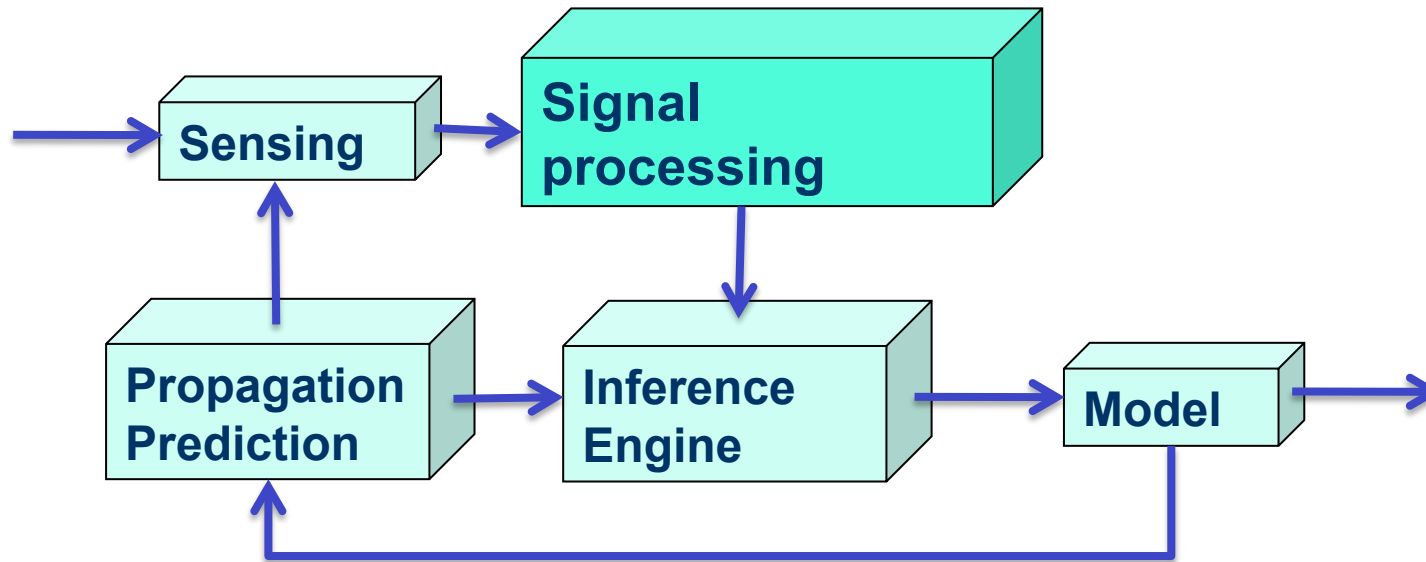 Sensing
Signal
processing
Propagation
Prediction
Inference
Engine
Model